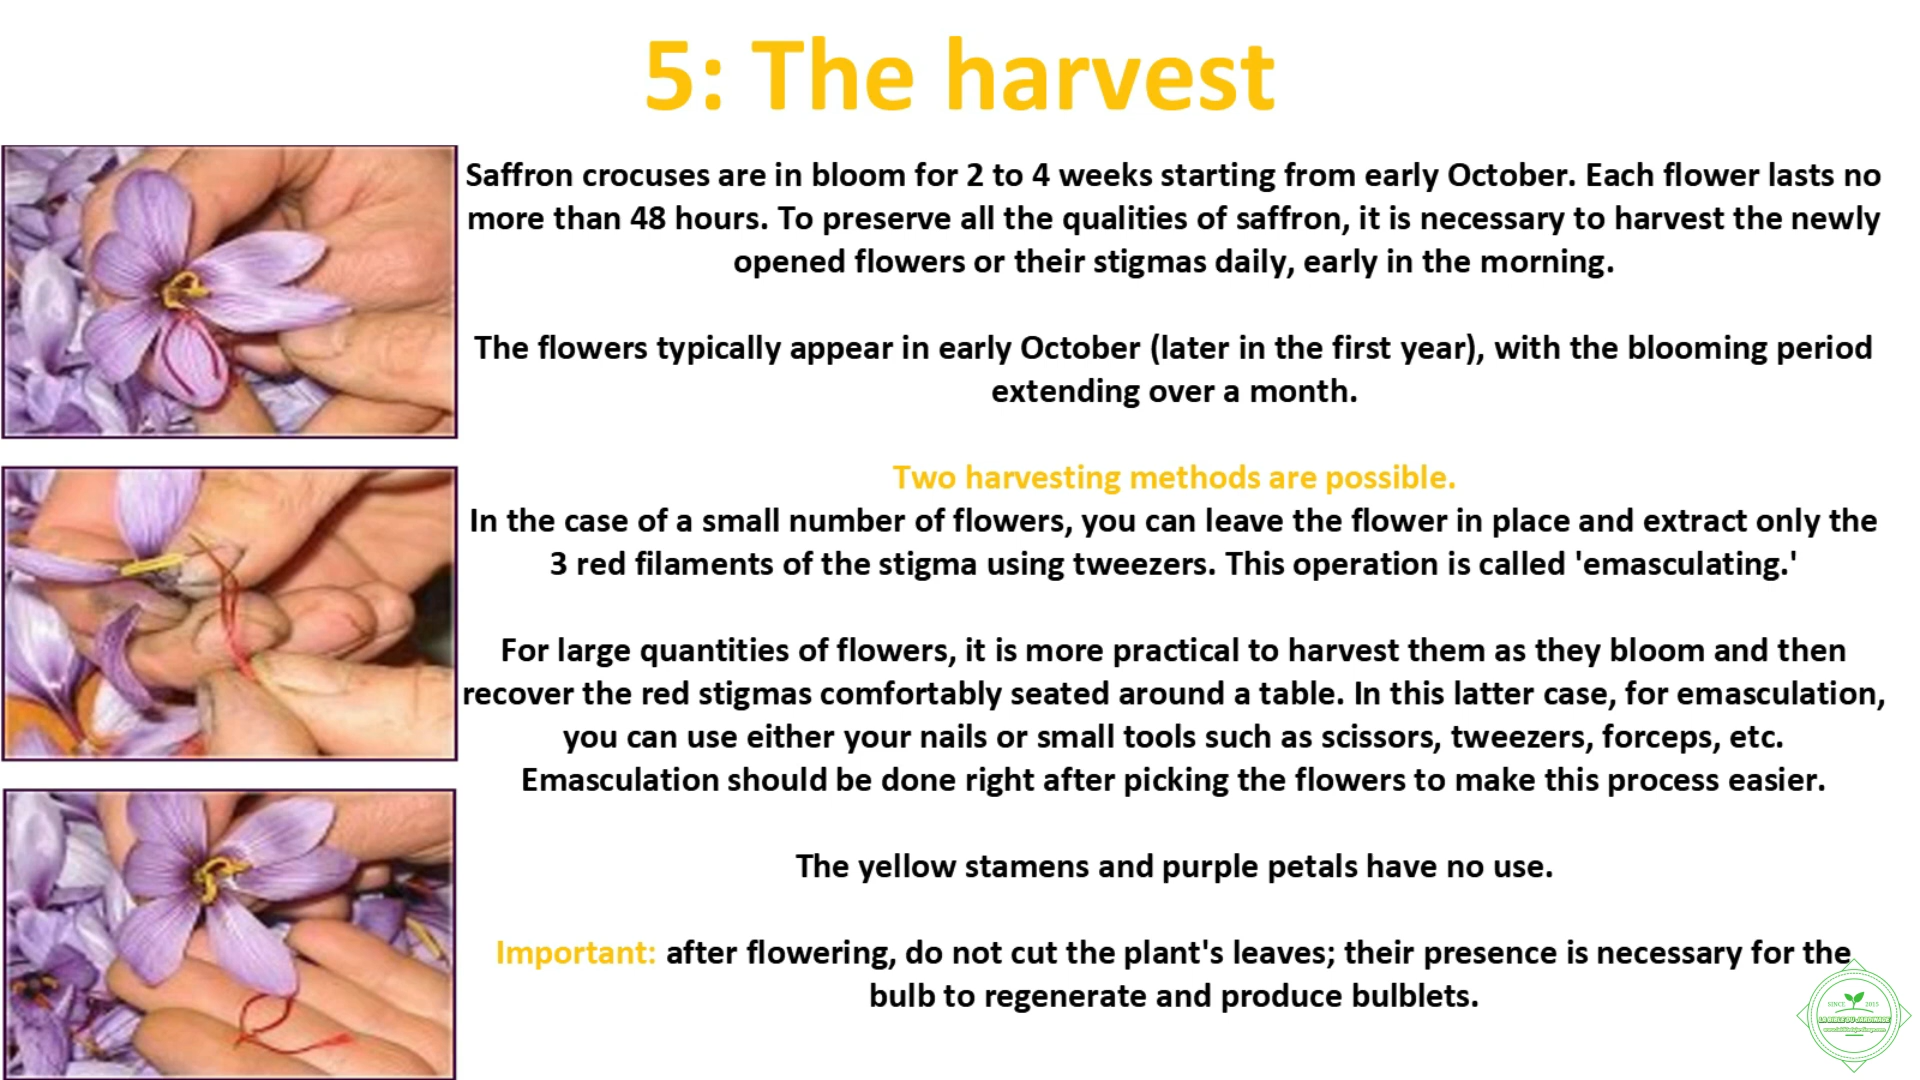 5: The harvest
Saffron crocuses are in bloom for 2 to 4 weeks starting from early October. Each flower lasts no
more than 48 hours. To preserve all the qualities of saffron, it is necessary to harvest the newly
opened flowers or their stigmas daily, early in the morning.
The flowers typically appear in early October (later in the first year), with the blooming period
extending over a month.
Two harvesting methods are possible.
In the case of a small number of flowers, you can leave the flower in place and extract only the
3 red filaments of the stigma using tweezers. This operation is called 'emasculating.'
For large quantities of flowers, it is more practical to harvest them as they bloom and then
recover the red stigmas comfortably seated around a table. In this latter case, for emasculation,
you can use either your nails or small tools such as scissors, tweezers, forceps, etc.
Emasculation should be done right after picking the flowers to make this process easier.
The yellow stamens and purple petals have no use.
Important: after flowering, do not cut the plant's leaves; their presence is necessary for the
bulb to regenerate and produce bulblets.
SINCE 2015
LA BIBLE DU JARDINAGE